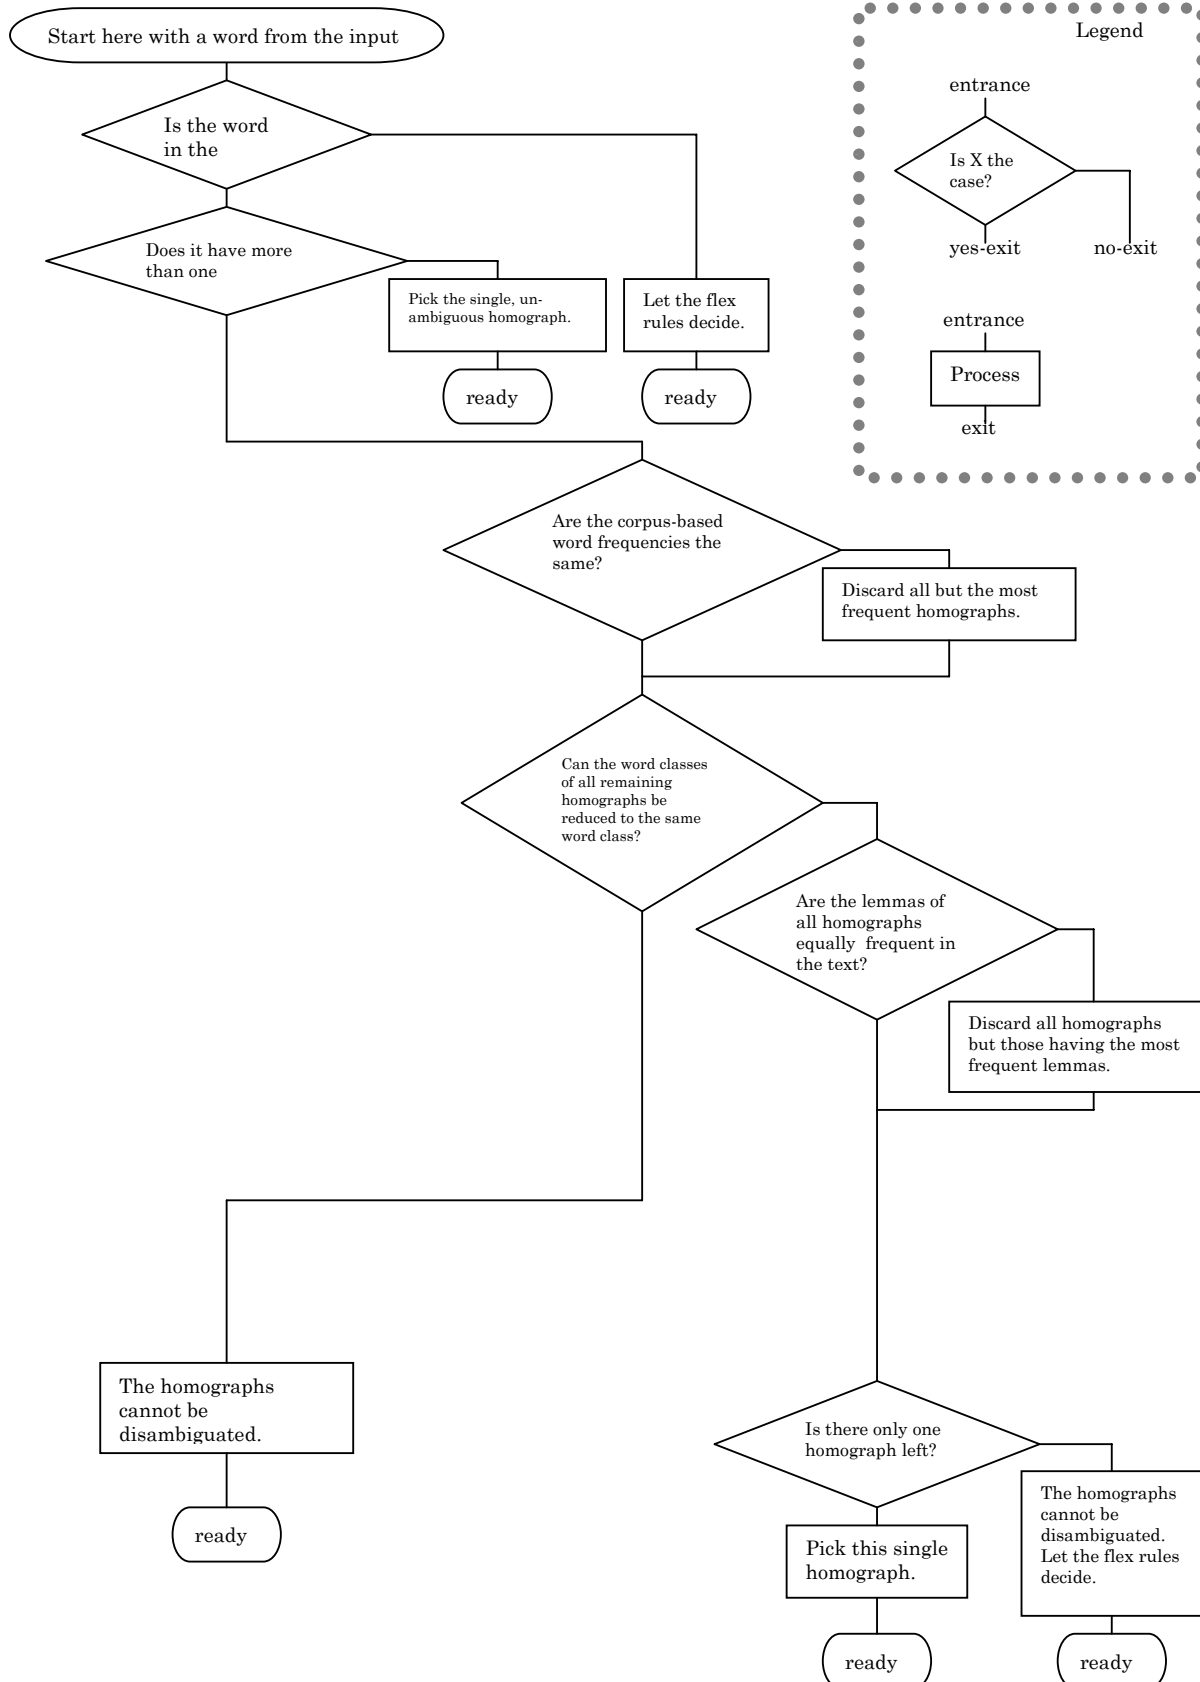 Start here with a word from the input
Is the word
in the
Does it have more
than one
Pick the single, un-
ambiguous homograph.
ready
Let the flex
rules decide.
ready
Legend
entrance
Is X the
case?
yes-exit
no-exit
entrance
Process
exit
Are the corpus-based
word frequencies the
same?
Discard all but the most
frequent homographs.
Can the word classes
of all remaining
homographs be
reduced to the same
word class?
Are the lemmas of
all homographs
equally frequent in
the text?
Discard all homographs
but those having the most
frequent lemmas.
The homographs
cannot be
disambiguated.
ready
Is there only one
homograph left?
Pick this single
homograph.
ready
The homographs
cannot be
disambiguated.
Let the flex rules
decide.
ready